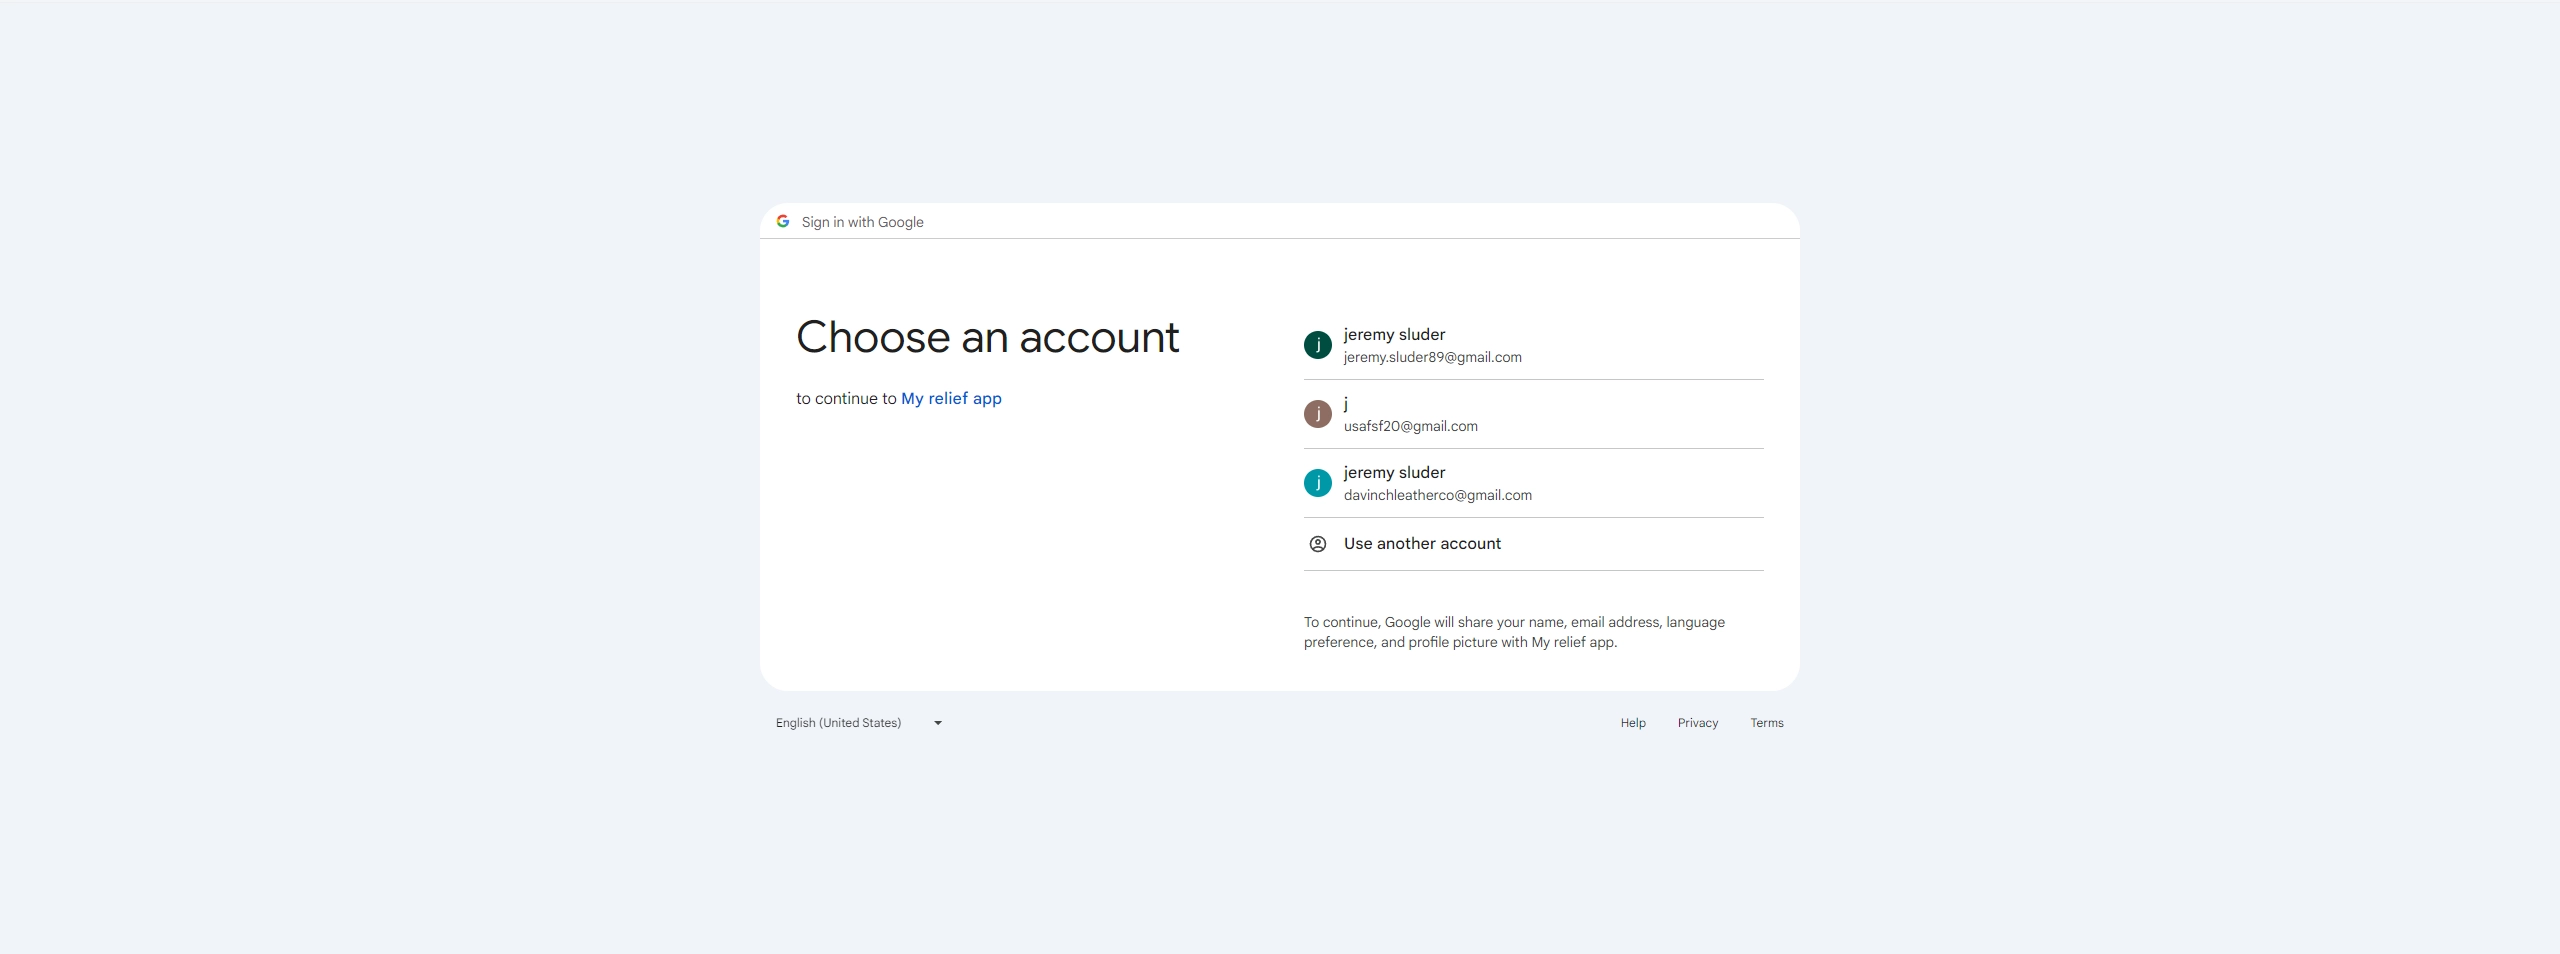 Sign in with Google
Choose an account
to continue to My relief app
j
jeremy sluder
jeremy.sluder89@gmail.com
j
j
usafsf20@gmail.com
j
jeremy sluder
davinchleatherco@gmail.com
Use another account
To continue, Google will share your name, email address, language
preference, and profile picture with My relief app.
English (United States)
Help
Privacy
Terms